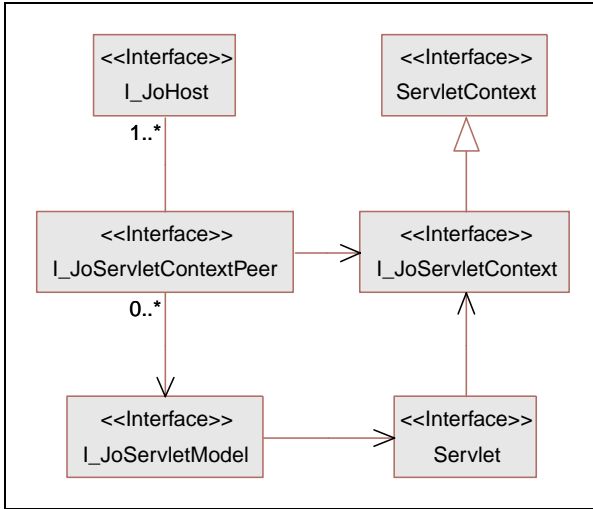 <<Interface>>
I_JoHost
<<Interface>>
ServletContext
1..*
<<Interface>>
I_JoServletContextPeer
<<Interface>>
I_JoServletContext
0..*
<<Interface>>
I_JoServletModel
<<Interface>>
Servlet